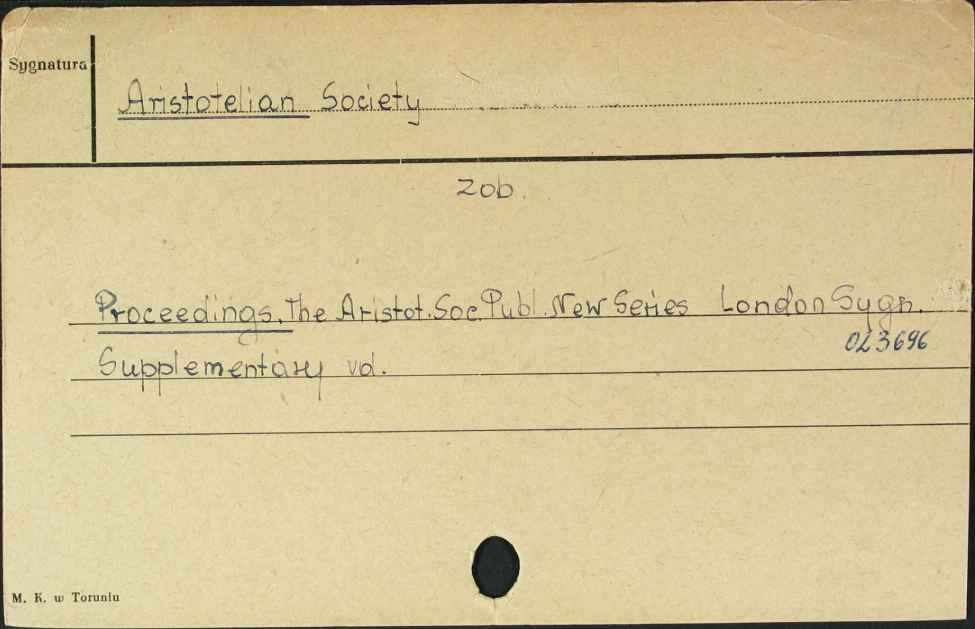 Sygnatura
Aristotelian Society
zob.
Proceedings. The Aristot. Soc. Publ. New Series London Sygn.
023696
Supplementary vol.
M. K. w Toruniu